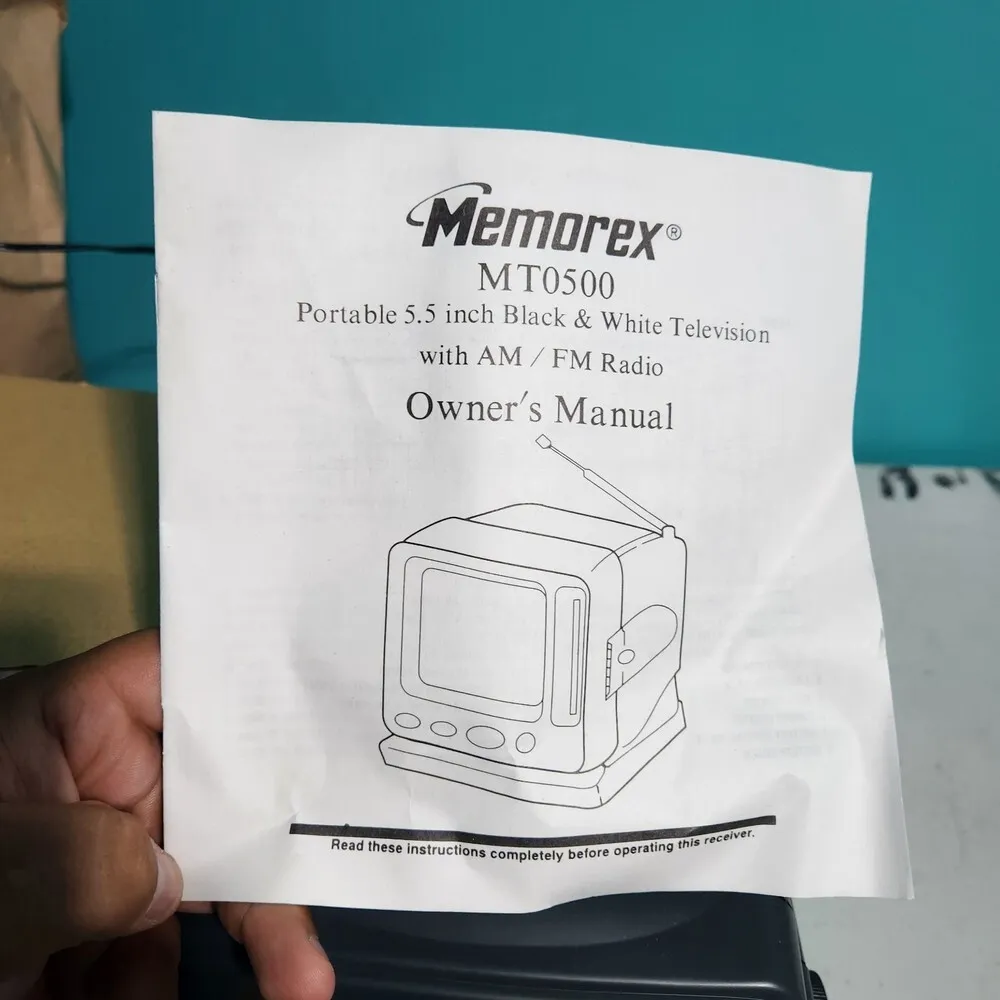 Memorex®
MT0500
Portable 5.5 inch Black & White Television
with AM / FM Radio
Owner's Manual
Read these instructions completely before operating this receiver.